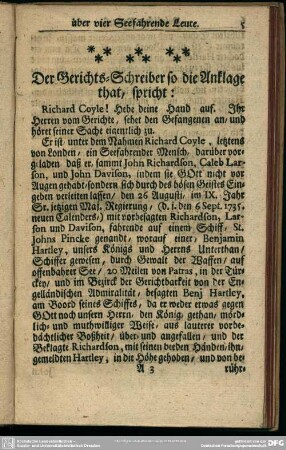 über vier Seefahrende Leute. 5
Der Gerichts-Schreiber so die Anklage
that, spricht:
Richard Coyle! Hebe deine Hand auf. Ihr
Herren vom Gerichte, sehet den Gefangenen an, und
höret seiner Sache eigentlich zu.
Er ist unter dem Nahmen Richard Coyle, letztens
von Londen, ein Seefahrender Mensch, darüber vor-
geladen daß er sammt John Richardson, Caleb Lar-
son, und John Davison, indem sie GOtt nicht vor
Augen gehabt, sondern sich durch des bösen Geistes Ein-
geben verleiten lassen, den 26 Augusti, im IX. Jahr
Sr. jetzigen Maj. Regierung, (d. i. den 6 Sept. 1735,
neuen Calenders,) mit vorbesagten Richardson, Lar-
son und Davison, fahrende auf einem Schiff, St.
Johns Pincke genandt, worauf einer, Benjamin
Hartley, unsers Königs und Herrns Unterthan,
Schiffer gewesen, durch Gewalt der Waffen, auf
offenbahrer See, 20 Meilen von Patras, in der Tür-
ckey, und im Bezirk der Gerichtbarkeit von der En-
geländischen Admiralität, besagten Benj Hartley,
am Boord seines Schiffes, da er weder etwas gegen
GOtt noch unsern Herrn, den König, gethan, mörd-
lich- und muthwilliger Weise, aus lauterer vorbe-
dächtlicher Boßheit, über- und angefallen, und der
Beklagte Richardson, mit seinen beeden Händen, ihn,
gemeldten Hartley, in die Höh gehoben, und von be-
A 3 rühr-